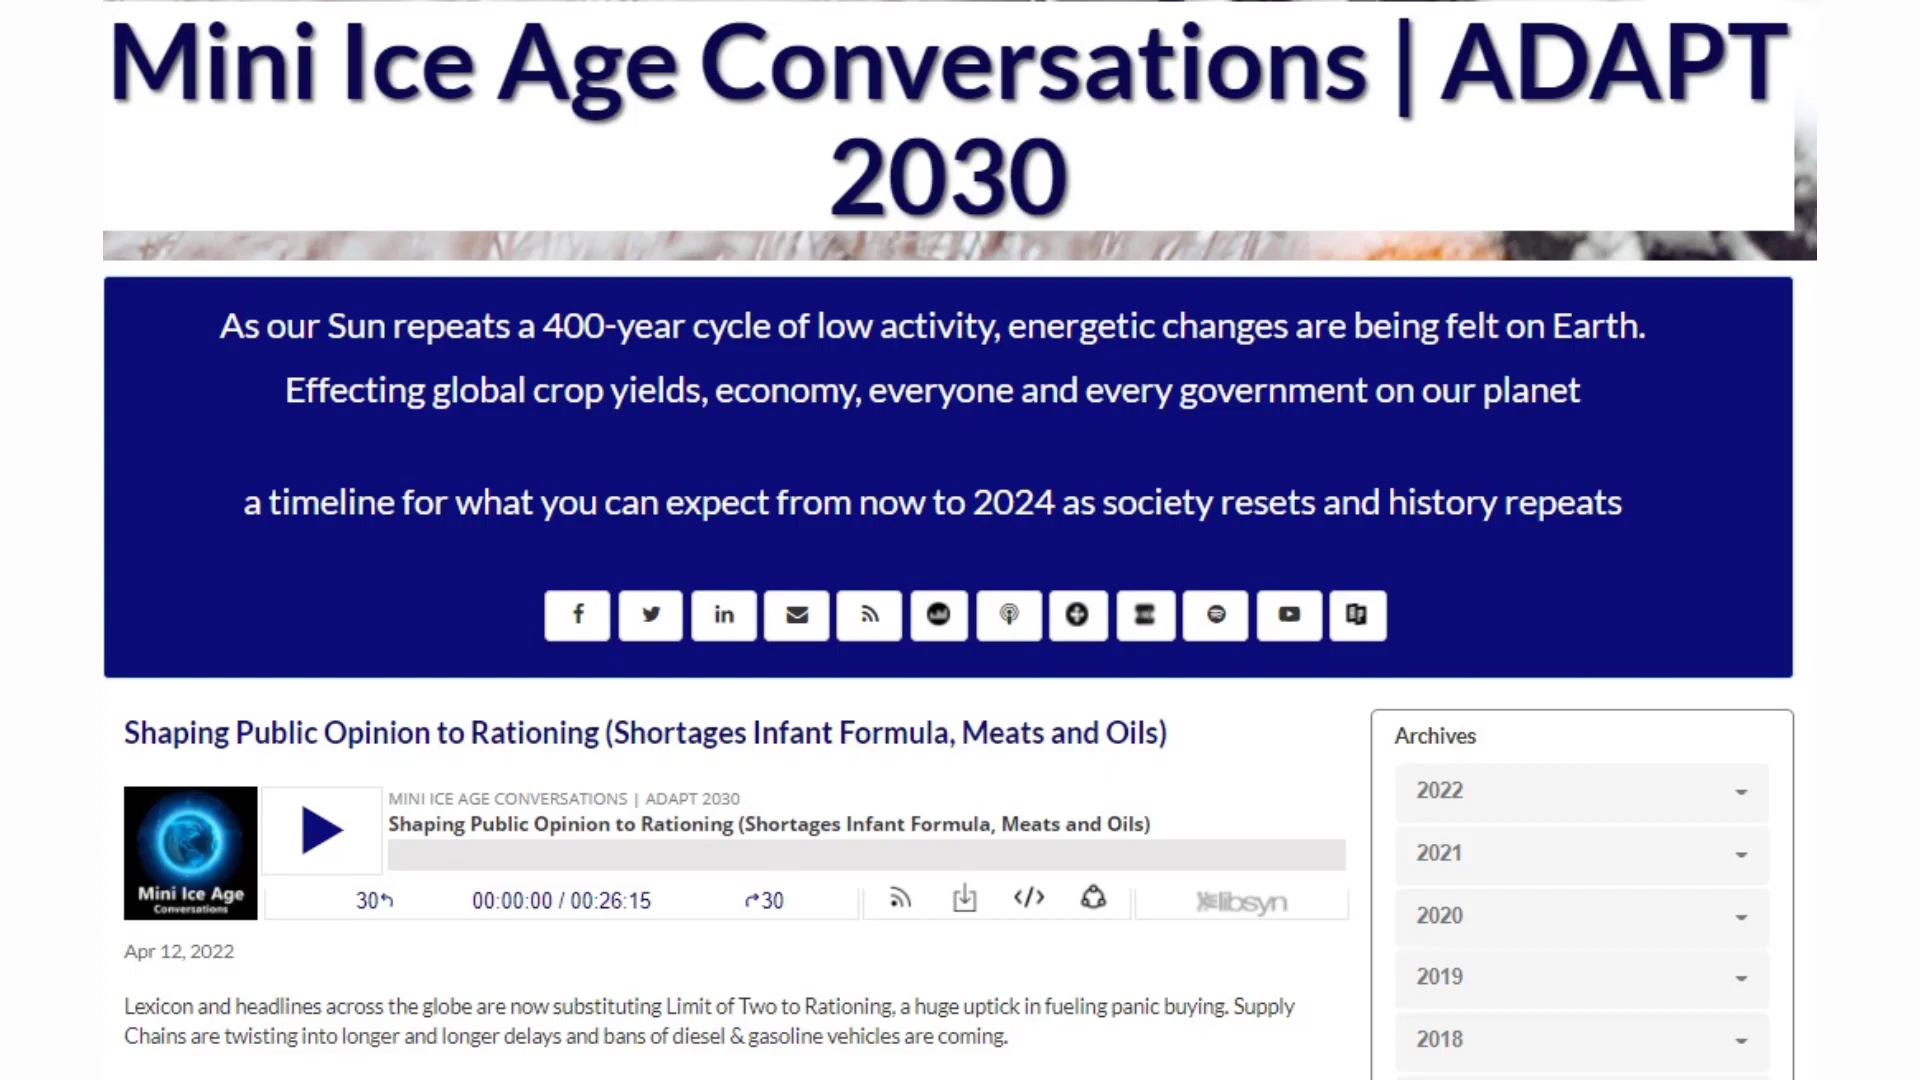 Mini Ice Age Conversations | ADAPT
2030
As our Sun repeats a 400-year cycle of low activity, energetic changes are being felt on Earth.
Effecting global crop yields, economy, everyone and every government on our planet
a timeline for what you can expect from now to 2024 as society resets and history repeats
Shaping Public Opinion to Rationing (Shortages Infant Formula, Meats and Oils)
MINI ICE AGE CONVERSATIONS | ADAPT 2030
Shaping Public Opinion to Rationing (Shortages Infant Formula, Meats and Oils)
Mini Ice Age
Conversations
30
00:00:00 / 00:26:15
30
libsyn
Apr 12, 2022
Lexicon and headlines across the globe are now substituting Limit of Two to Rationing, a huge uptick in fueling panic buying. Supply
Chains are twisting into longer and longer delays and bans of diesel & gasoline vehicles are coming.
Archives
2022
2021
2020
2019
2018